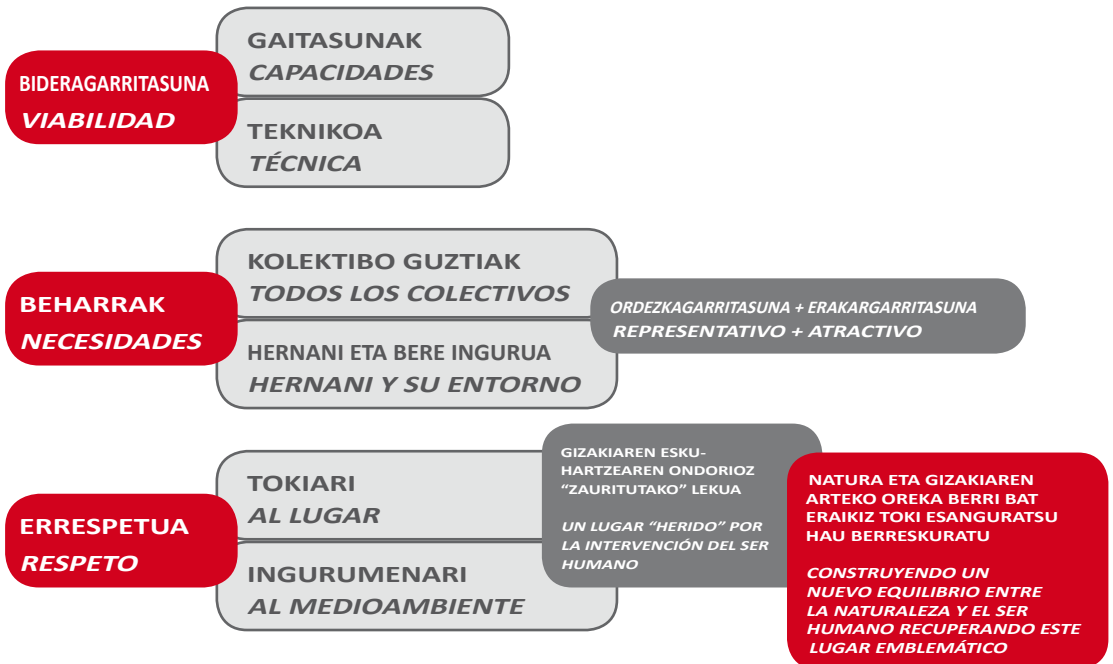 BIDERAGARRITASUNA
VIABILIDAD
GAITASUNAK
CAPACIDADES
TEKNIKOA
TÉCNICA
BEHARRAK
NECESIDADES
KOLEKTIBO GUZTIAK
TODOS LOS COLECTIVOS
HERNANI ETA BERE INGURUA
HERNANI Y SU ENTORNO
ORDEZKAGARRITASUNA + ERAKARGARRITASUNA
REPRESENTATIVO + ATRACTIVO
ERRESPETUA
RESPETO
TOKIARI
AL LUGAR
INGURUMENARI
AL MEDIOAMBIENTE
GIZAKIAREN ESKU-
HARTZEAREN ONDORIOZ
“ZAURITUTAKO” LEKUA
UN LUGAR “HERIDO” POR
LA INTERVENCIÓN DEL SER
HUMANO
NATURA ETA GIZAKIAREN
ARTEKO OREKA BERRI BAT
ERAIKIZ TOKI ESANGURATSU
HAU BERRESKURATU
CONSTRUYENDO UN
NUEVO EQUILIBRIO ENTRE
LA NATURALEZA Y EL SER
HUMANO RECUPERANDO ESTE
LUGAR EMBLEMÁTICO